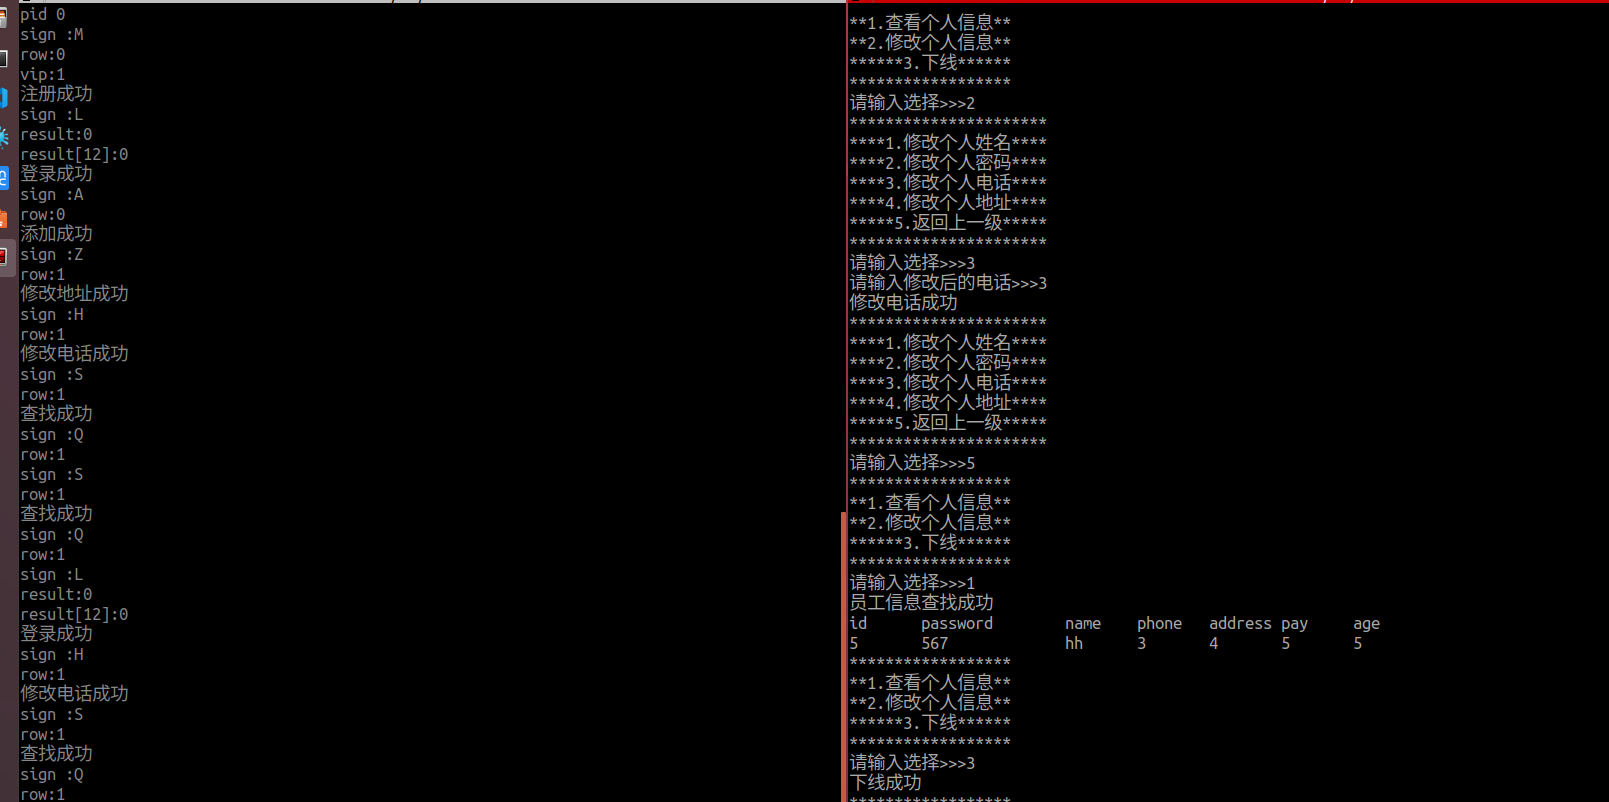 pid 0
sign :M
row:0
vip:1
注册成功
sign :L
result:0
result[12]:0
登录成功
sign :A
row:0
添加成功
sign :Z
row:1
修改地址成功
sign :H
row:1
修改电话成功
sign :S
row:1
查找成功
sign :Q
row:1
sign :S
row:1
查找成功
sign :Q
row:1
sign :L
result:0
result[12]:0
登录成功
sign :H
row:1
修改电话成功
sign :S
row:1
查找成功
sign :Q
row:1
**1.查看个人信息**
**2.修改个人信息**
******3.下线******
******************
请输入选择>>>2
**********************
****1.修改个人姓名****
****2.修改个人密码****
****3.修改个人电话****
****4.修改个人地址****
*****5.返回上一级*****
**********************
请输入选择>>>3
请输入修改后的电话>>>3
修改电话成功
**********************
****1.修改个人姓名****
****2.修改个人密码****
****3.修改个人电话****
****4.修改个人地址****
*****5.返回上一级*****
**********************
请输入选择>>>5
******************
**1.查看个人信息**
**2.修改个人信息**
******3.下线******
******************
请输入选择>>>1
员工信息查找成功
id password name phone address pay age
5 567 hh 3 4 5 5
******************
**1.查看个人信息**
**2.修改个人信息**
******3.下线******
******************
请输入选择>>>3
下线成功
******************